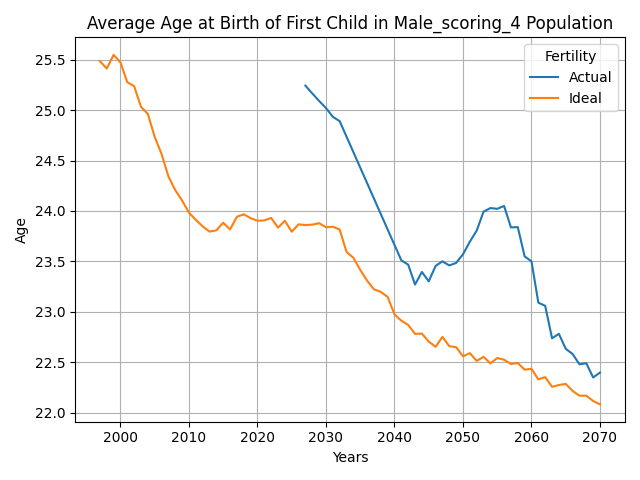 Average Age at Birth of First Child in Male_scoring_4 Population
Fertility
Actual
Ideal
Age
25.5
25.0
24.5
24.0
23.5
23.0
22.5
22.0
2000 2010 2020 2030 2040 2050 2060 2070
Years